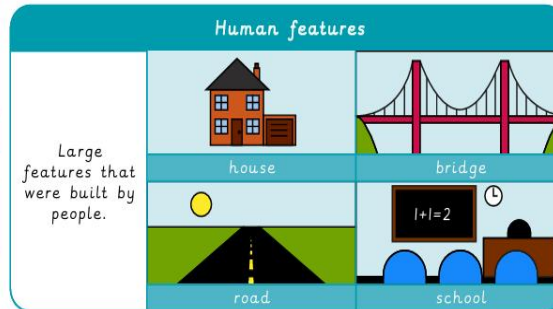 Human features
Large
features that
were built by
people.
house
bridge
1+1=2
road
school